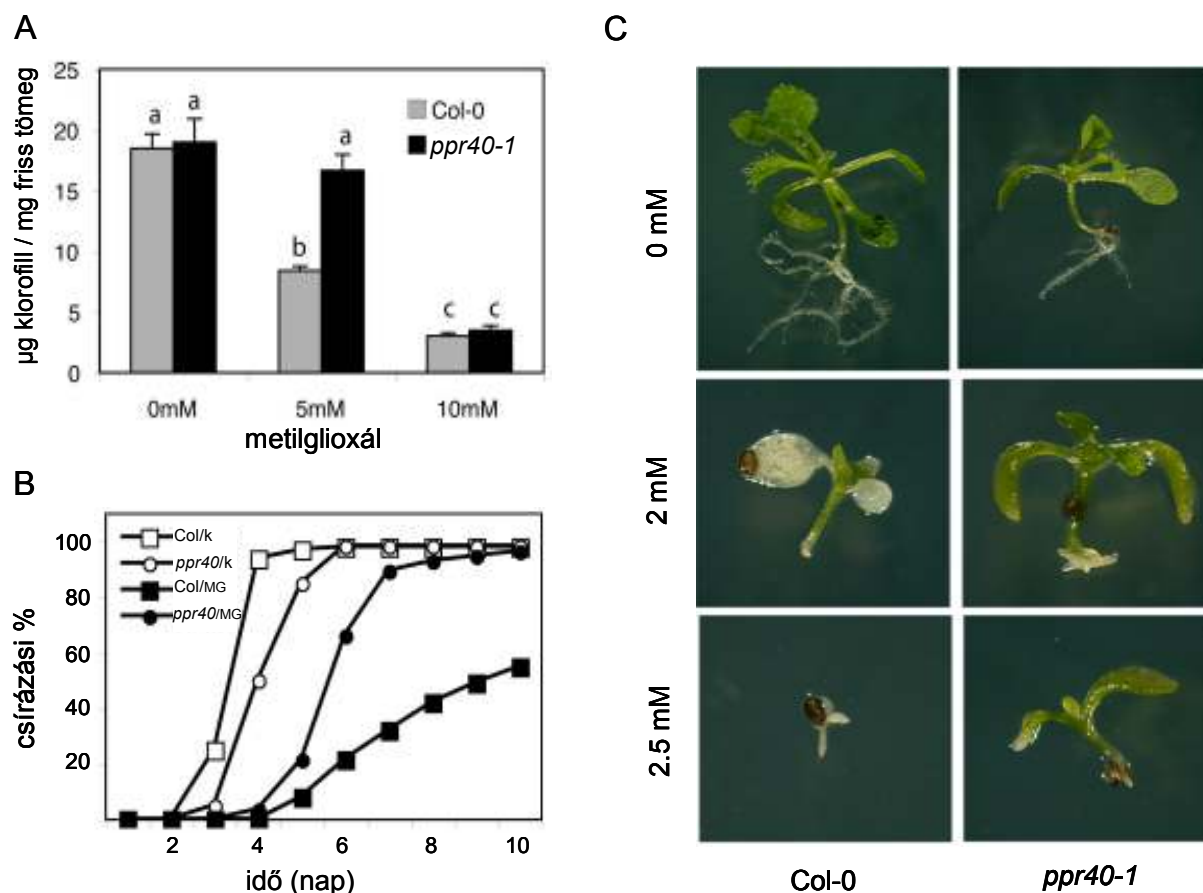 A
µg klorofill / mg friss tömeg
25
20
15
10
5
0
a
a
b
a
c
c
Col-0
ppr40-1
0mM
5mM
10mM
metilglioxál
B
csírázási %
100
80
60
40
20
Col/k
ppr40/k
Col/MG
ppr40/MG
2
4
6
8
10
idő (nap)
C
0 mM
2 mM
2.5 mM
Col-0
ppr40-1